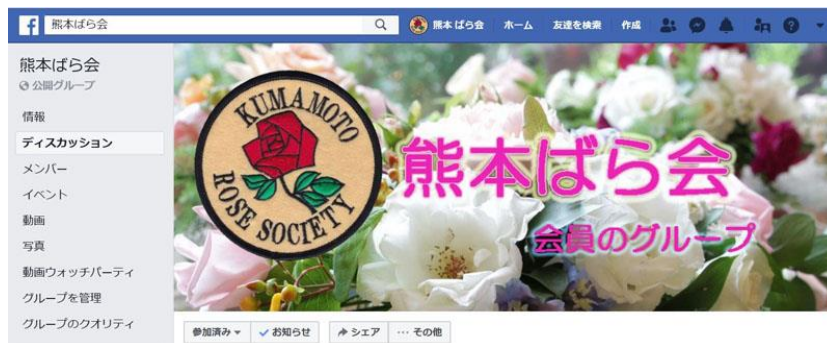 熊本ばら会
熊本 ばら会 ホーム 友達を検索 作成
熊本ばら会
公開グループ
情報
ディスカッション
メンバー
イベント
動画
写真
動画ウォッチパーティ
グループを管理
グループのクオリティ
KUMAMOTO
ROSE SOCIETY
熊本ばら会
会員のグループ
参加済み お知らせ シェア ··· その他